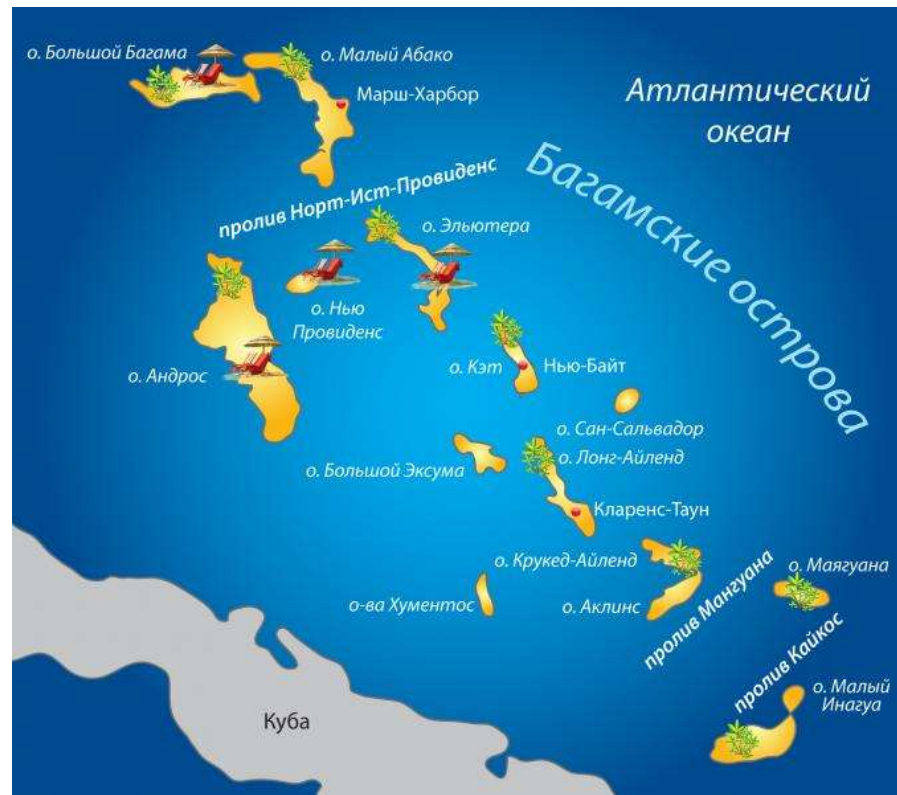 о. Большой Багама
о. Малый Абако
Марш-Харбор
Атлантический
океан
Багамские острова
пролив Норт-Ист-Провиденс
о. Эльютера
о. Нью
Провиденс
о. Андрос
о. Кэт
Нью-Байт
о. Сан-Сальвадор
о. Лонг-Айленд
о. Большой Эксума
Кларенс-Таун
о. Крукед-Айленд
о. Маягуана
о-ва Хументос
о. Аклинс
пролив Мангуана
пролив Кайкос
о. Малый
Инагуа
Куба